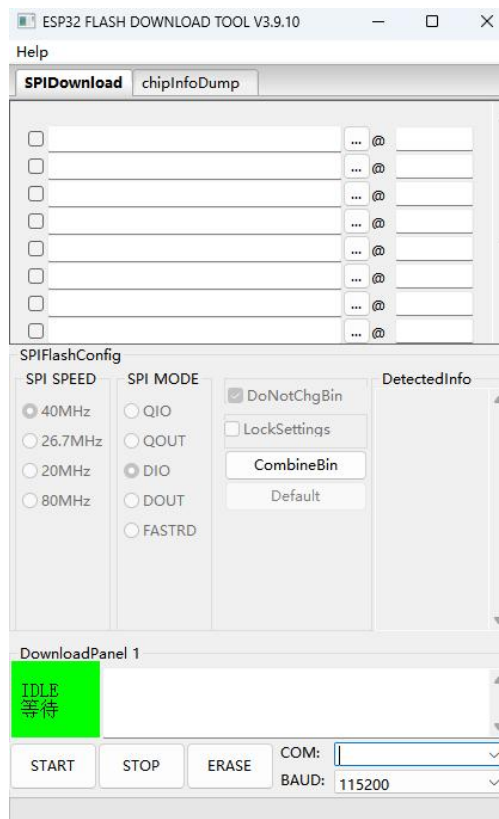 ESP32 FLASH DOWNLOAD TOOL V3.9.10
Help
SPIDownload chipInfoDump
... @
... @
... @
... @
... @
... @
... @
... @
SPIFlashConfig
SPI SPEED
40MHz
26.7MHz
20MHz
80MHz
SPI MODE
QIO
QOUT
DIO
DOUT
FASTRD
DoNotChgBin
LockSettings
CombineBin
Default
DetectedInfo
DownloadPanel 1
IDLE
等待
START STOP ERASE
COM:
BAUD: 115200